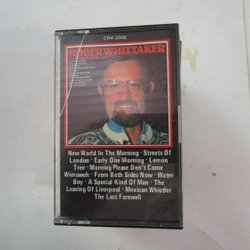 CN4 2048
ROGER WHITTAKER
New World In The Morning · Streets Of
London · Early One Morning · Lemon
Tree · Morning Please Don't Come
Wimoweh · From Both Sides Now · Water
Boy · A Special Kind Of Man · The
Leaving Of Liverpool · Mexican Whistler
The Last Farewell